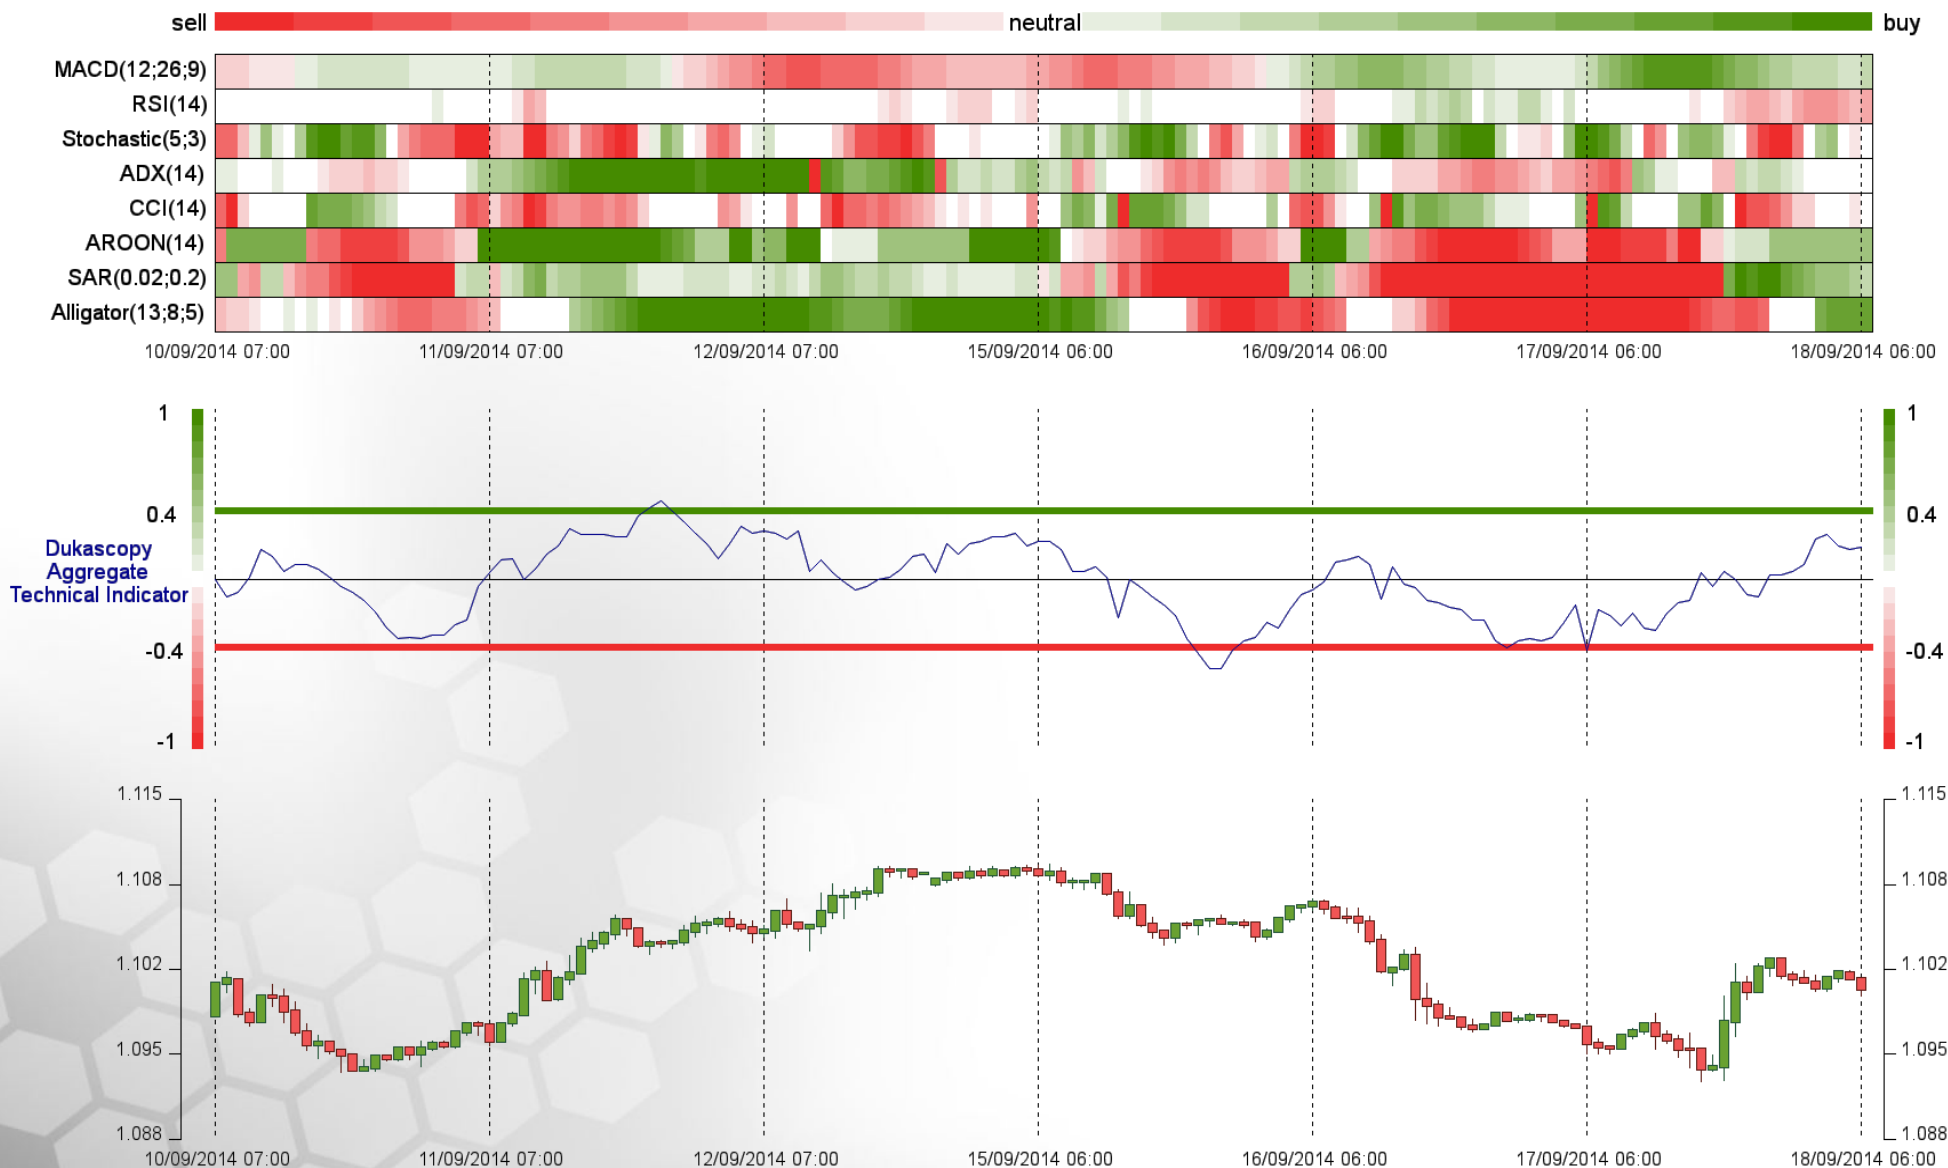 sell neutral buy
MACD(12;26;9)
RSI(14)
Stochastic(5;3)
ADX(14)
CCI(14)
AROON(14)
SAR(0.02;0.2)
Alligator(13;8;5)
10/09/2014 07:00 11/09/2014 07:00 12/09/2014 07:00 15/09/2014 06:00 16/09/2014 06:00 17/09/2014 06:00 18/09/2014 06:00
1 1
0.4 0.4
Dukascopy
Aggregate
Technical Indicator
-0.4 -0.4
-1 -1
1.115 1.115
1.108 1.108
1.102 1.102
1.095 1.095
1.088 1.088
10/09/2014 07:00 11/09/2014 07:00 12/09/2014 07:00 15/09/2014 06:00 16/09/2014 06:00 17/09/2014 06:00 18/09/2014 06:00